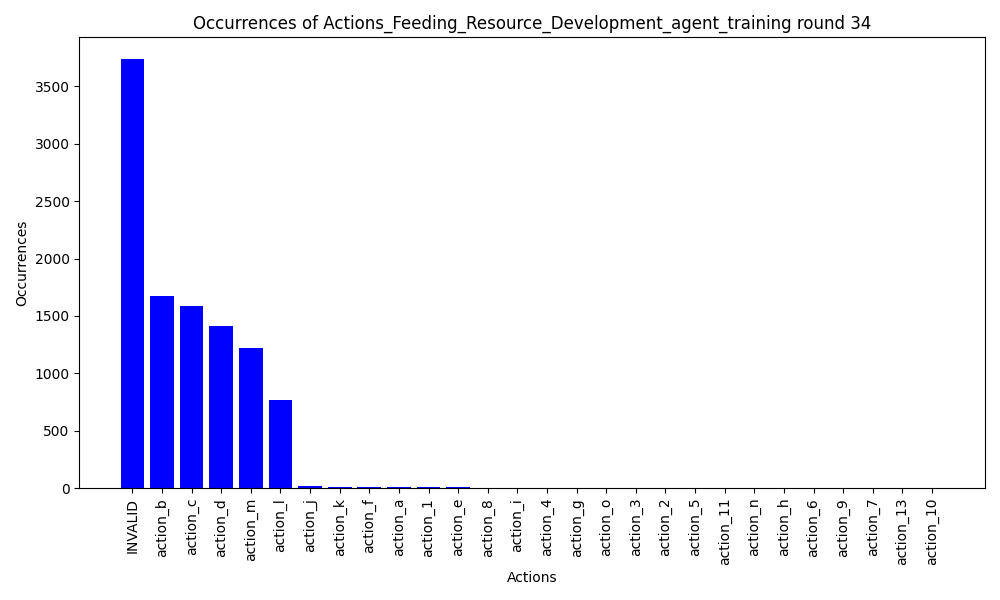 Occurrences of Actions_Feeding_Resource_Development_agent_training round 34
Occurrences
3500
3000
2500
2000
1500
1000
500
0
INVALID
action_b
action_c
action_d
action_m
action_l
action_j
action_k
action_f
action_a
action_1
action_e
action_8
action_i
action_4
action_g
action_o
action_3
action_2
action_5
action_11
action_n
action_h
action_6
action_9
action_7
action_13
action_10
Actions